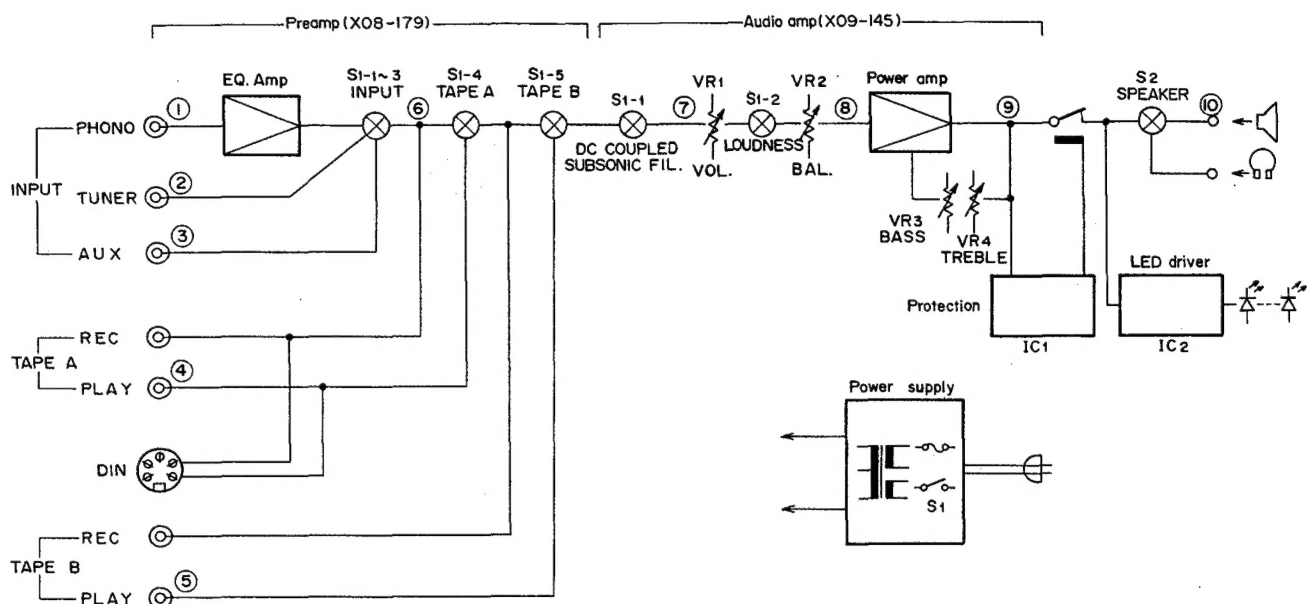 Preamp (X08-179)
Audio amp (X09-145)
EQ. Amp
S1-1~3
INPUT
⑥
S1-4
TAPE A
S1-5
TAPE B
S1-1
DC COUPLED
SUBSONIC FIL.
⑦
VR1
VOL.
S1-2
LOUDNESS
VR2
BAL.
⑧
Power amp
⑨
S2
SPEAKER
⑩
INPUT
PHONO
①
TUNER
②
AUX
③
VR3
BASS
VR4
TREBLE
Protection
IC1
LED driver
IC2
TAPE A
REC
PLAY
④
DIN
Power supply
S1
TAPE B
REC
PLAY
⑤